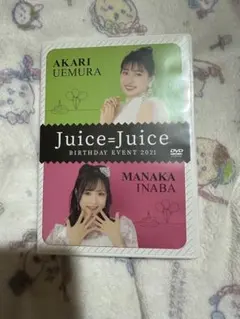 AKARI
UEMURA
Juice=Juice
BIRTHDAY EVENT 2021
DVD
MANAKA
INABA